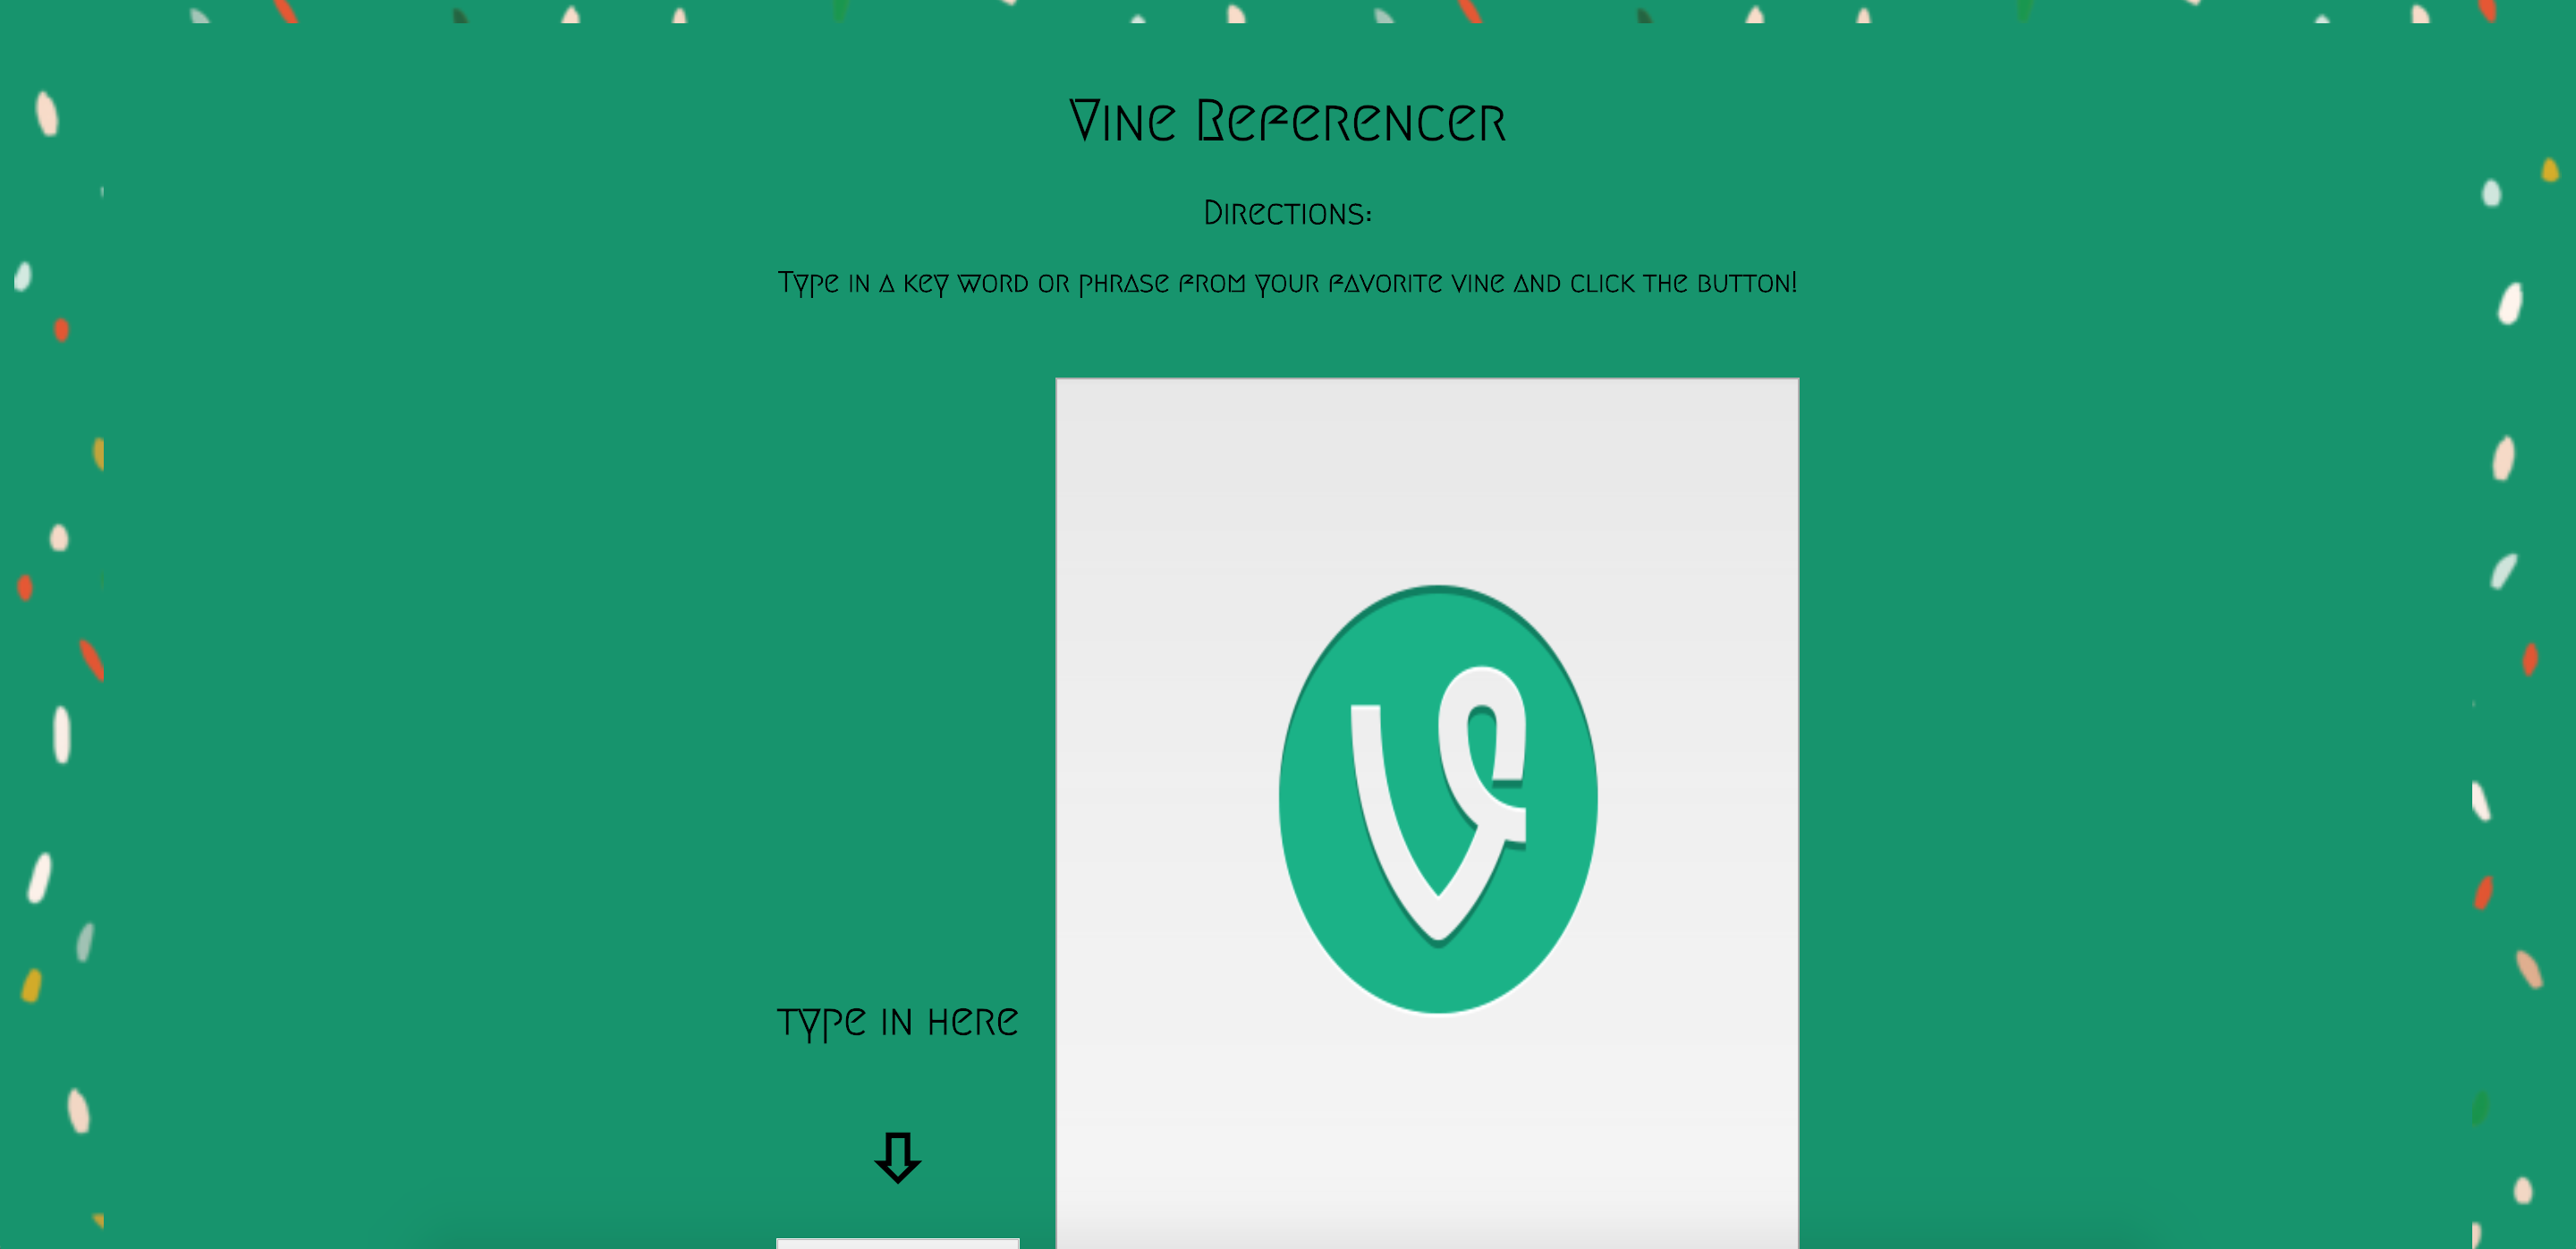 Vine Referencer
Directions:
Type in a key word or phrase from your favorite vine and click the button!
type in here